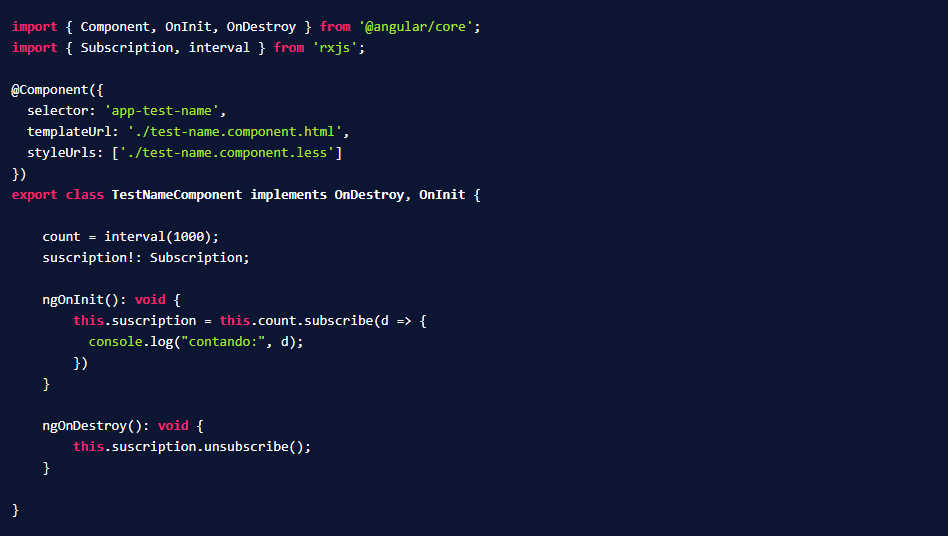 import { Component, OnInit, OnDestroy } from '@angular/core';
import { Subscription, interval } from 'rxjs';
@Component({
selector: 'app-test-name',
templateUrl: './test-name.component.html',
styleUrls: ['./test-name.component.less']
})
export class TestNameComponent implements OnDestroy, OnInit {
count = interval(1000);
suscription!: Subscription;
ngOnInit(): void {
this.suscription = this.count.subscribe(d => {
console.log("contando:", d);
})
}
ngOnDestroy(): void {
this.suscription.unsubscribe();
}
}